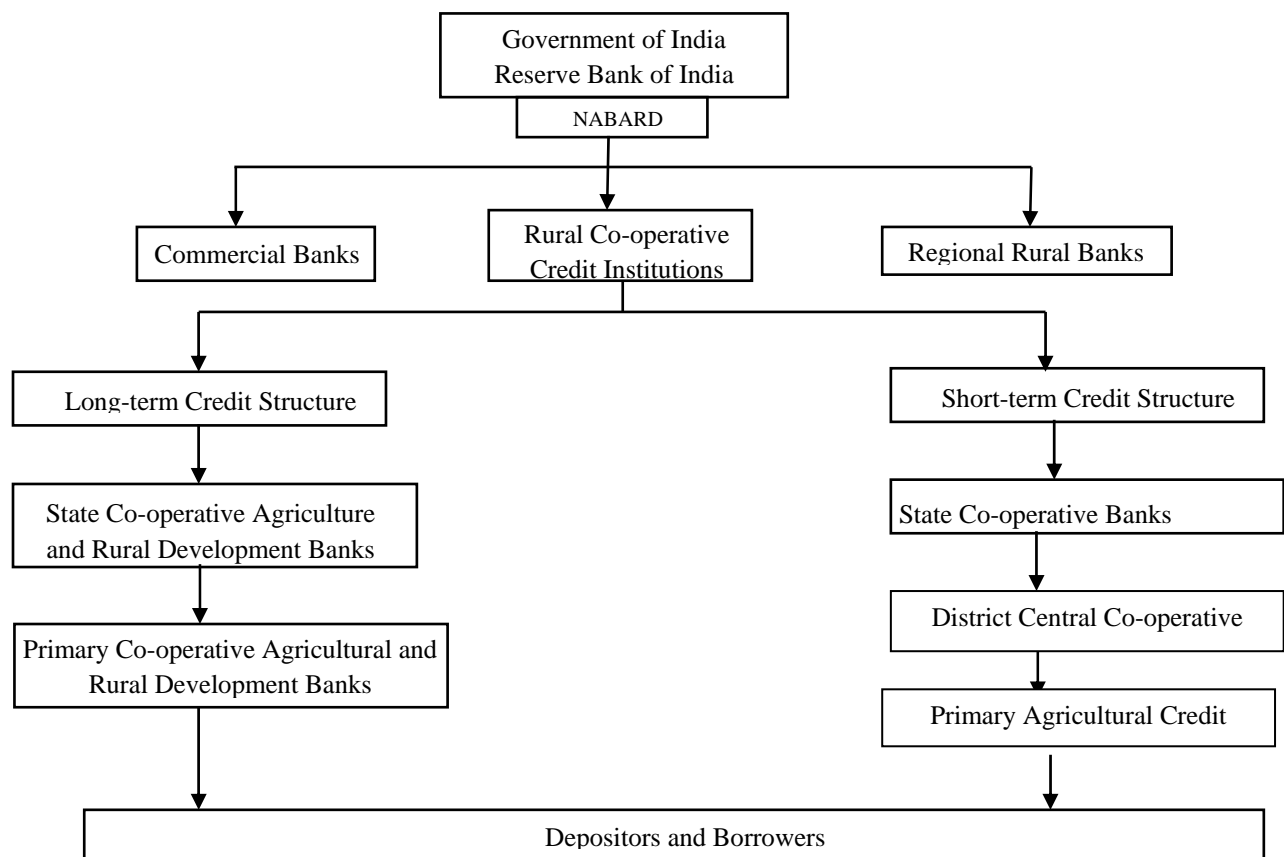 Government of India
Reserve Bank of India
NABARD
Commercial Banks
Rural Co-operative
Credit Institutions
Regional Rural Banks
Long-term Credit Structure
Short-term Credit Structure
State Co-operative Agriculture
and Rural Development Banks
State Co-operative Banks
District Central Co-operative
Primary Co-operative Agricultural and
Rural Development Banks
Primary Agricultural Credit
Depositors and Borrowers